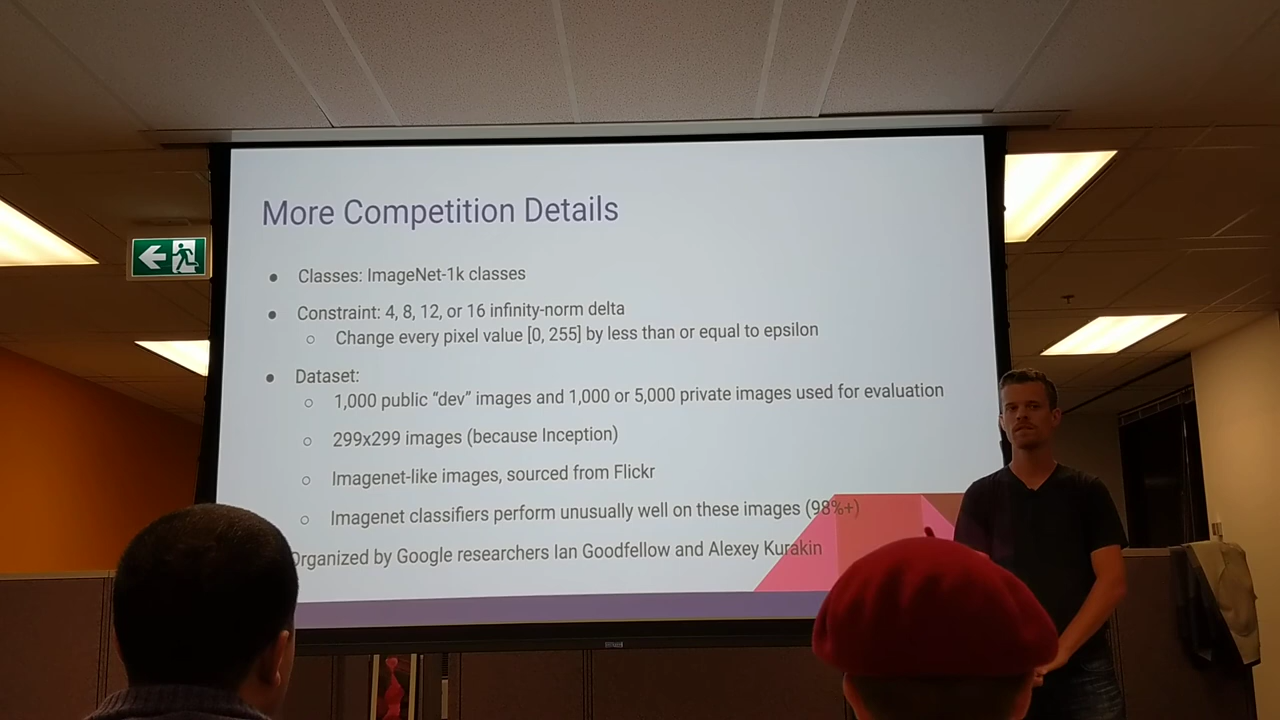 More Competition Details
● Classes: ImageNet-1k classes
● Constraint: 4, 8, 12, or 16 infinity-norm delta
○ Change every pixel value [0, 255] by less than or equal to epsilon
● Dataset:
○ 1,000 public “dev” images and 1,000 or 5,000 private images used for evaluation
○ 299x299 images (because Inception)
○ Imagenet-like images, sourced from Flickr
○ Imagenet classifiers perform unusually well on these images (98%+)
Organized by Google researchers Ian Goodfellow and Alexey Kurakin